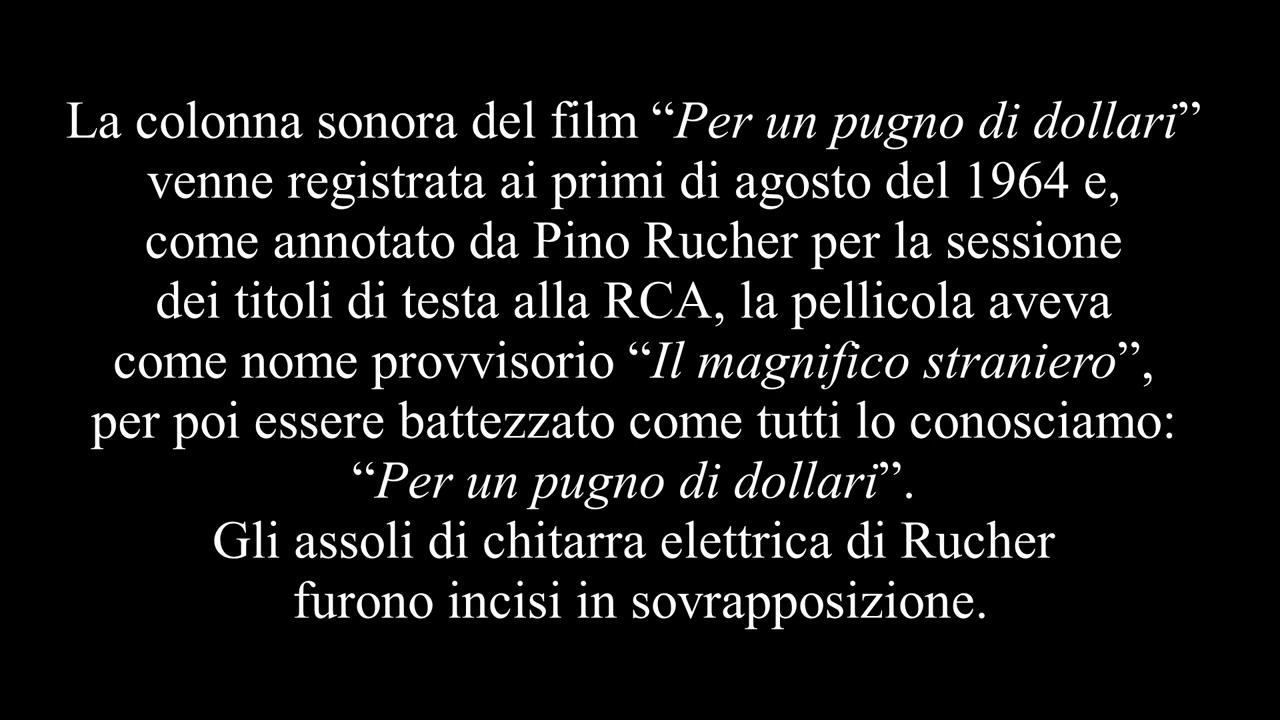 La colonna sonora del film “Per un pugno di dollari”
venne registrata ai primi di agosto del 1964 e,
come annotato da Pino Rucher per la sessione
dei titoli di testa alla RCA, la pellicola aveva
come nome provvisorio “Il magnifico straniero”,
per poi essere battezzato come tutti lo conosciamo:
“Per un pugno di dollari”.
Gli assoli di chitarra elettrica di Rucher
furono incisi in sovrapposizione.